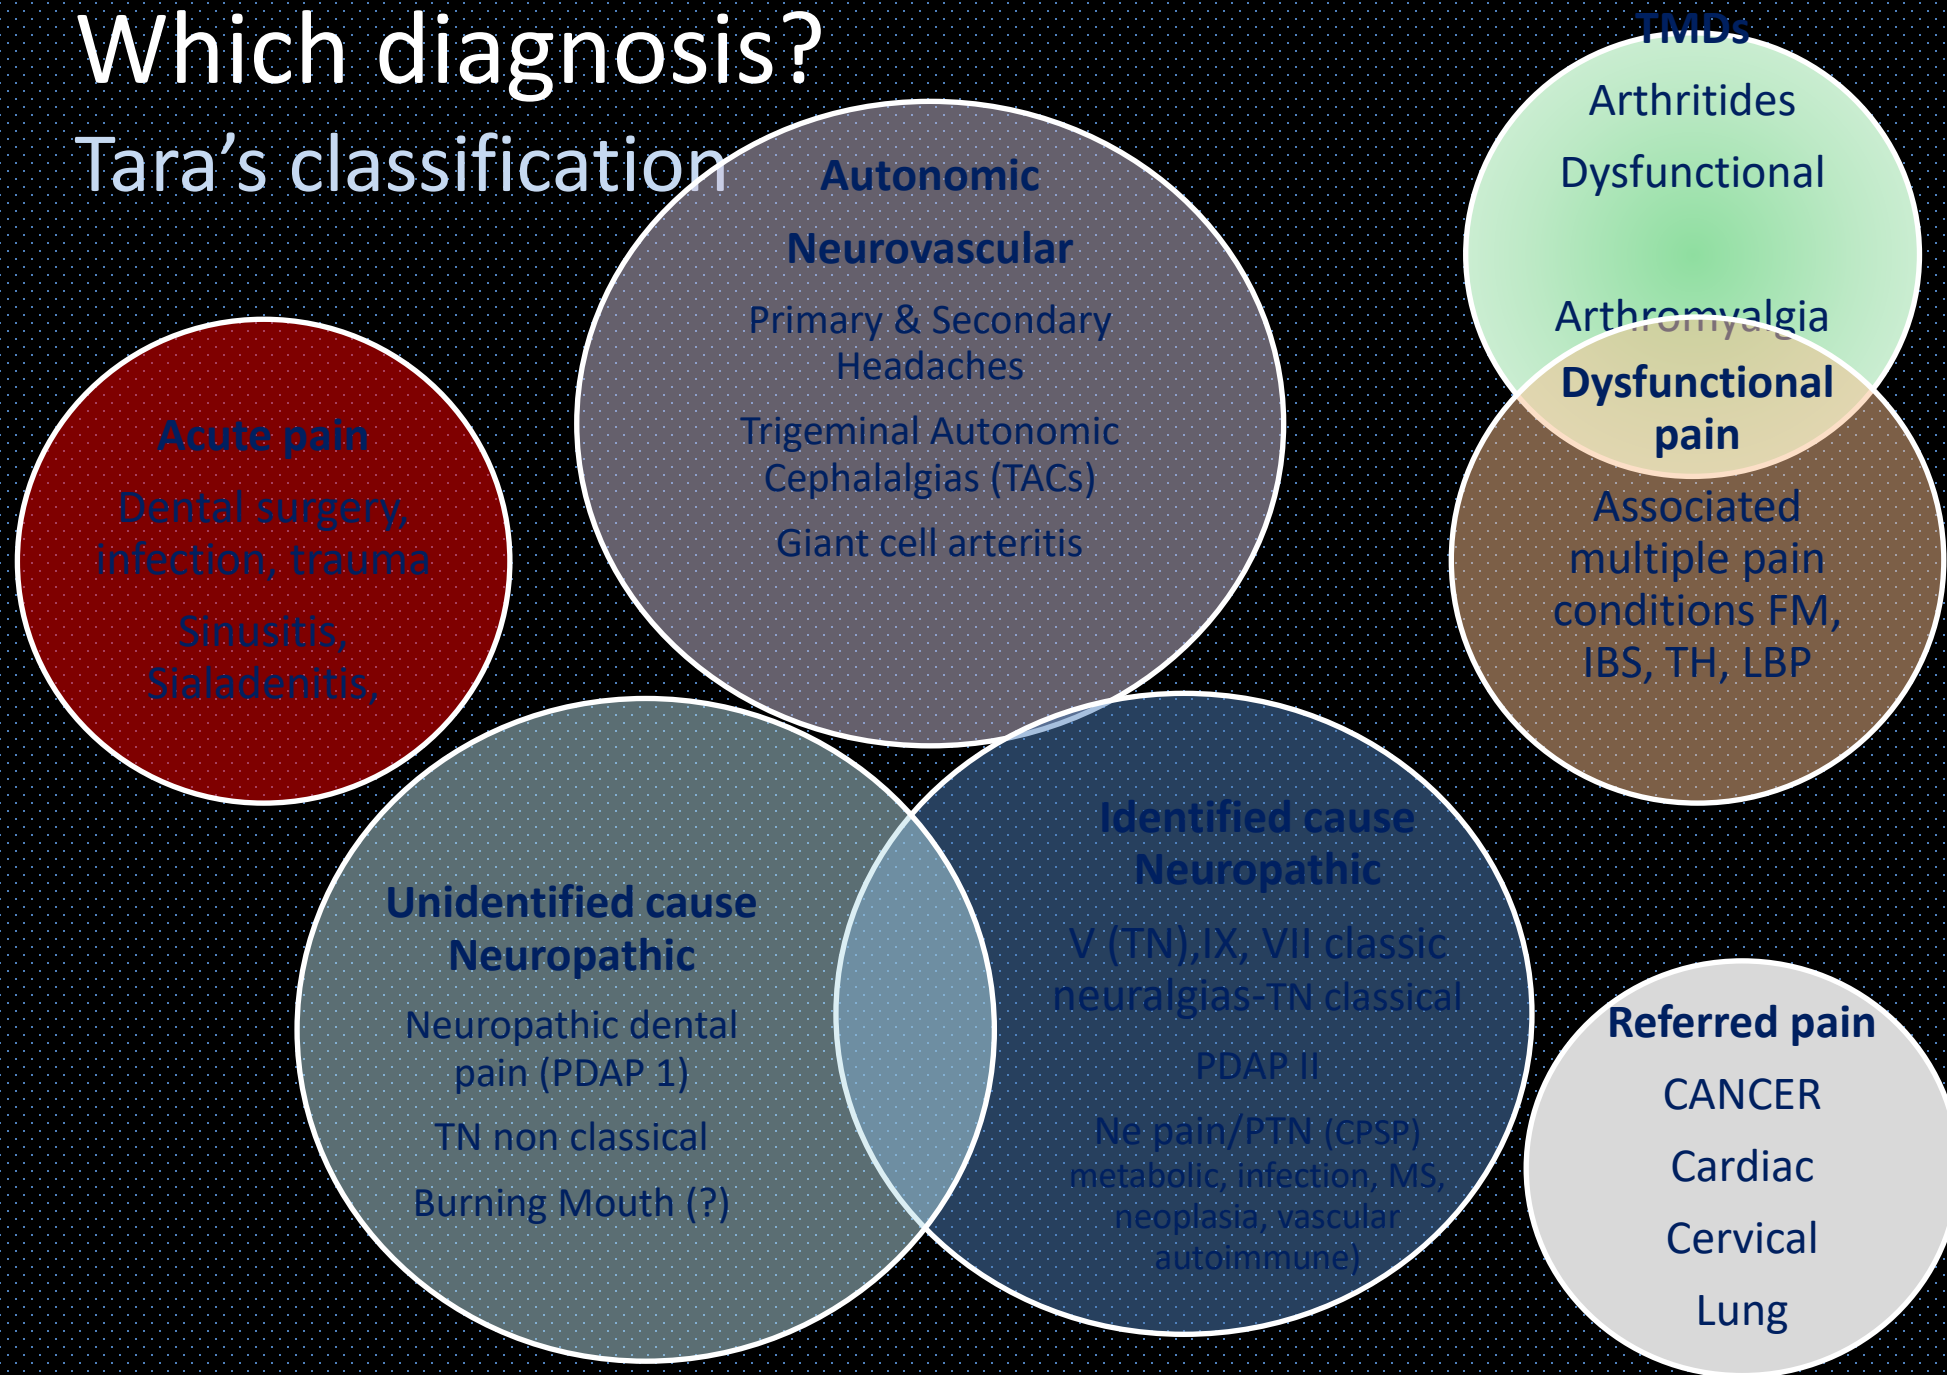 Which diagnosis?
Tara’s classification
Autonomic
Neurovascular
Primary & Secondary
Headaches
Trigeminal Autonomic
Cephalalgias (TACs)
Giant cell arteritis
TMDs
Arthritides
Dysfunctional
Arthromyalgia
Dysfunctional
pain
Associated
multiple pain
conditions FM,
IBS, TH, LBP
Acute pain
Dental surgery,
infection, trauma
Sinusitis,
Sialadenitis,
Unidentified cause
Neuropathic
Neuropathic dental
pain (PDAP 1)
TN non classical
Burning Mouth (?)
Identified cause
Neuropathic
V (TN),IX, VII classic
neuralgias-TN classical
PDAP II
Ne pain/PTN (CPSP)
metabolic, infection, MS,
neoplasia, vascular
autoimmune)
Referred pain
CANCER
Cardiac
Cervical
Lung